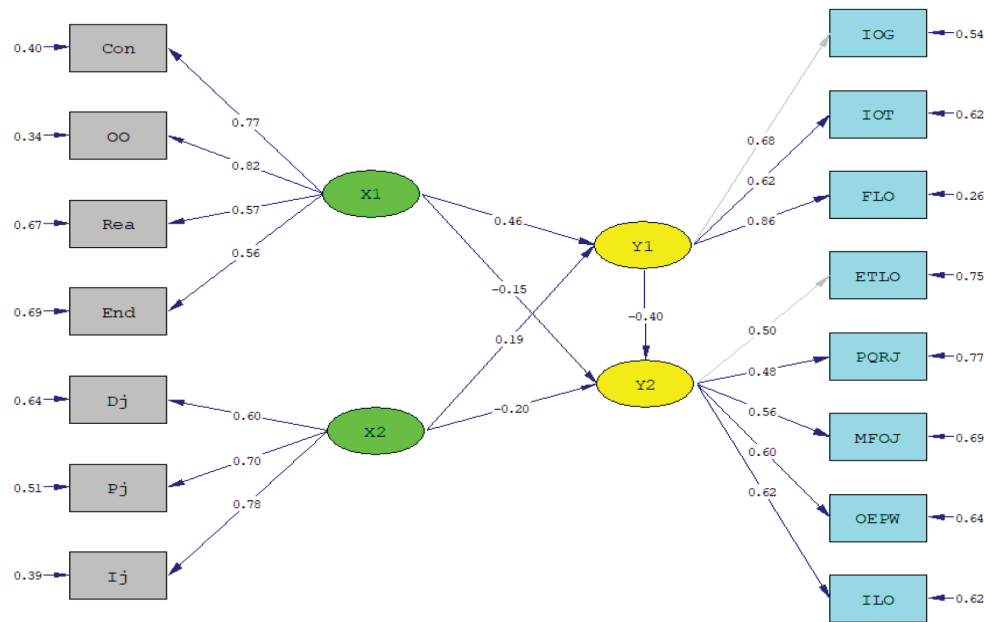 0.40 Con
0.34 OO
0.67 Rea
0.69 End
0.64 Dj
0.51 Pj
0.39 Ij
0.77
0.82
0.57
0.56
0.60
0.70
0.78
X1
X2
0.46
-0.15
0.19
-0.20
Y1
-0.40
Y2
0.68
0.62
0.86
0.50
0.48
0.56
0.60
0.62
IOG 0.54
IOT 0.62
FLO 0.26
ETLO 0.75
PQRJ 0.77
MFOJ 0.69
OEPW 0.64
ILO 0.62